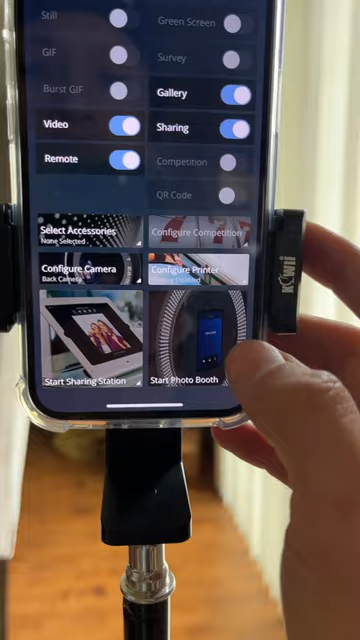 Still
Green Screen
GIF
Survey
Burst GIF
Gallery
Video
Sharing
Remote
Competition
QR Code
Select Accessories
None Selected
Configure Competition
Configure Camera
Back Camera
Configure Printer
Disabled
Start Sharing Station
Start Photo Booth
KIWI